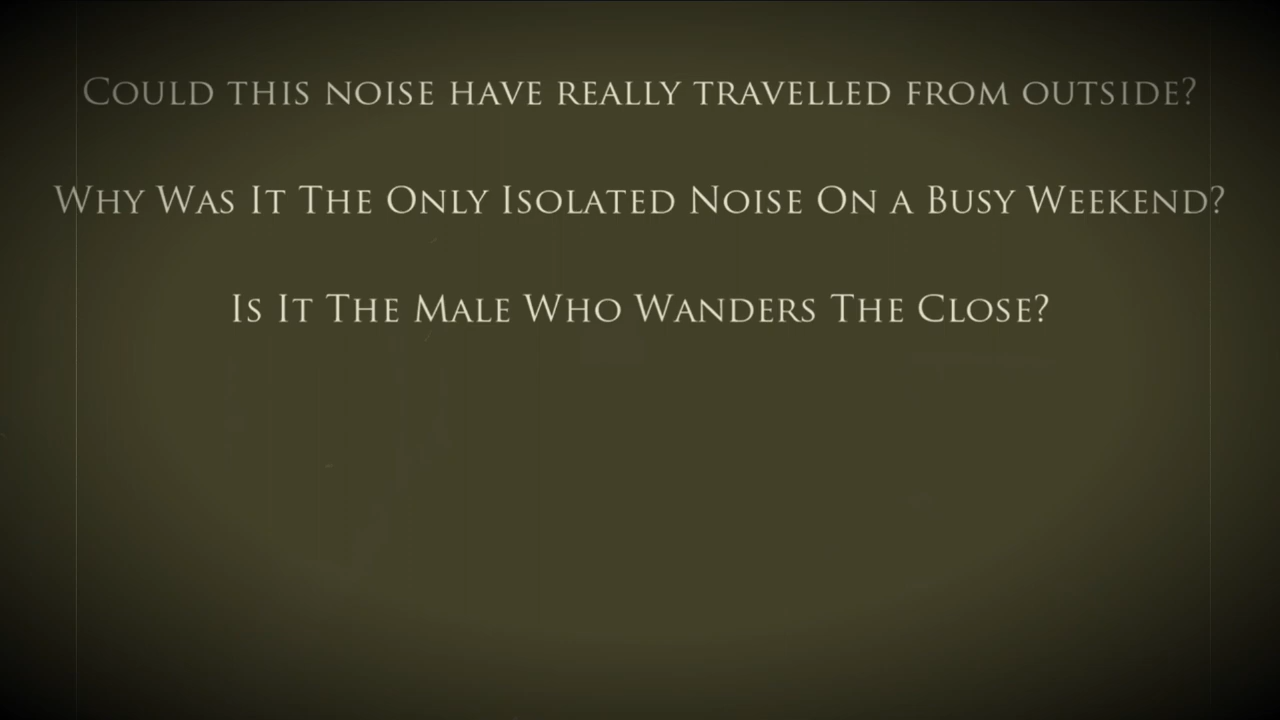 Could this noise have really travelled from outside?
Why Was It The Only Isolated Noise On a Busy Weekend?
Is It The Male Who Wanders The Close?